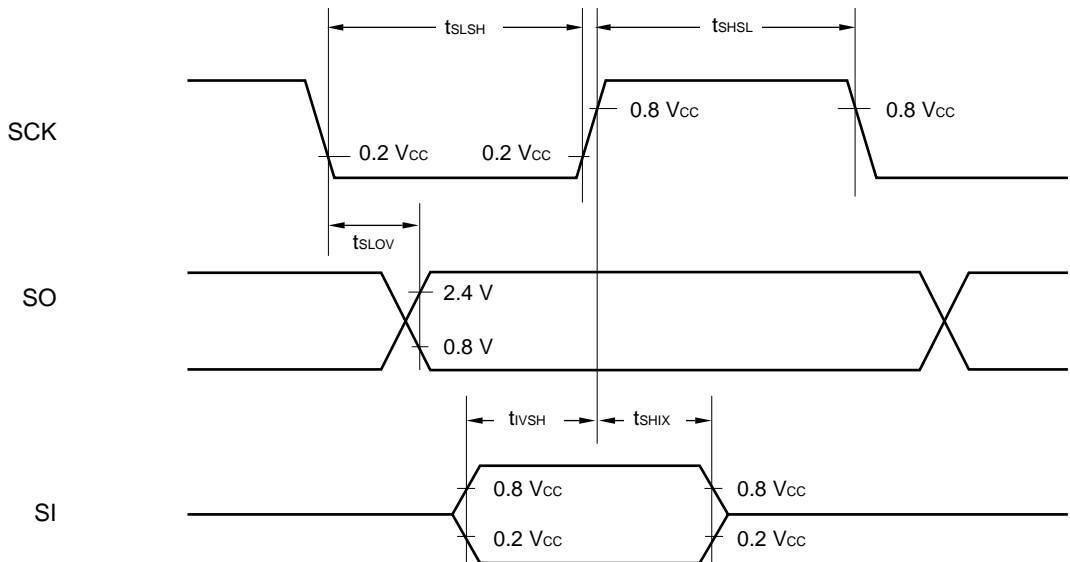 tSLSH
tSHSL
SCK
0.8 VCC
0.8 VCC
0.2 VCC
0.2 VCC
tSLOV
SO
2.4 V
0.8 V
tIVSH
tSHIX
SI
0.8 VCC
0.8 VCC
0.2 VCC
0.2 VCC